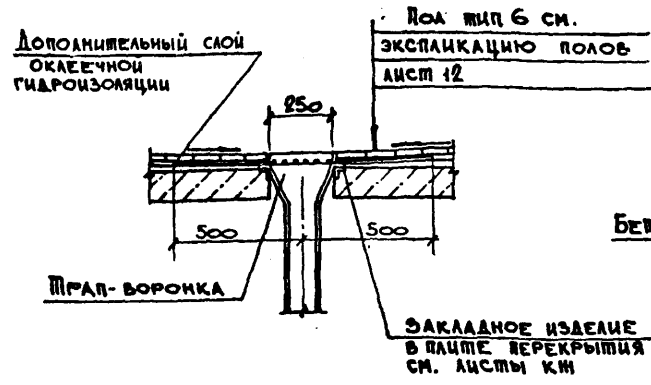 Дополнительный слой
оклеечной
гидроизоляции
Пол тип 6 см.
экспликацию полов
лист 12
250
500
500
Трап-воронка
Закладное изделие
в плите перекрытия
см. листы КЖ